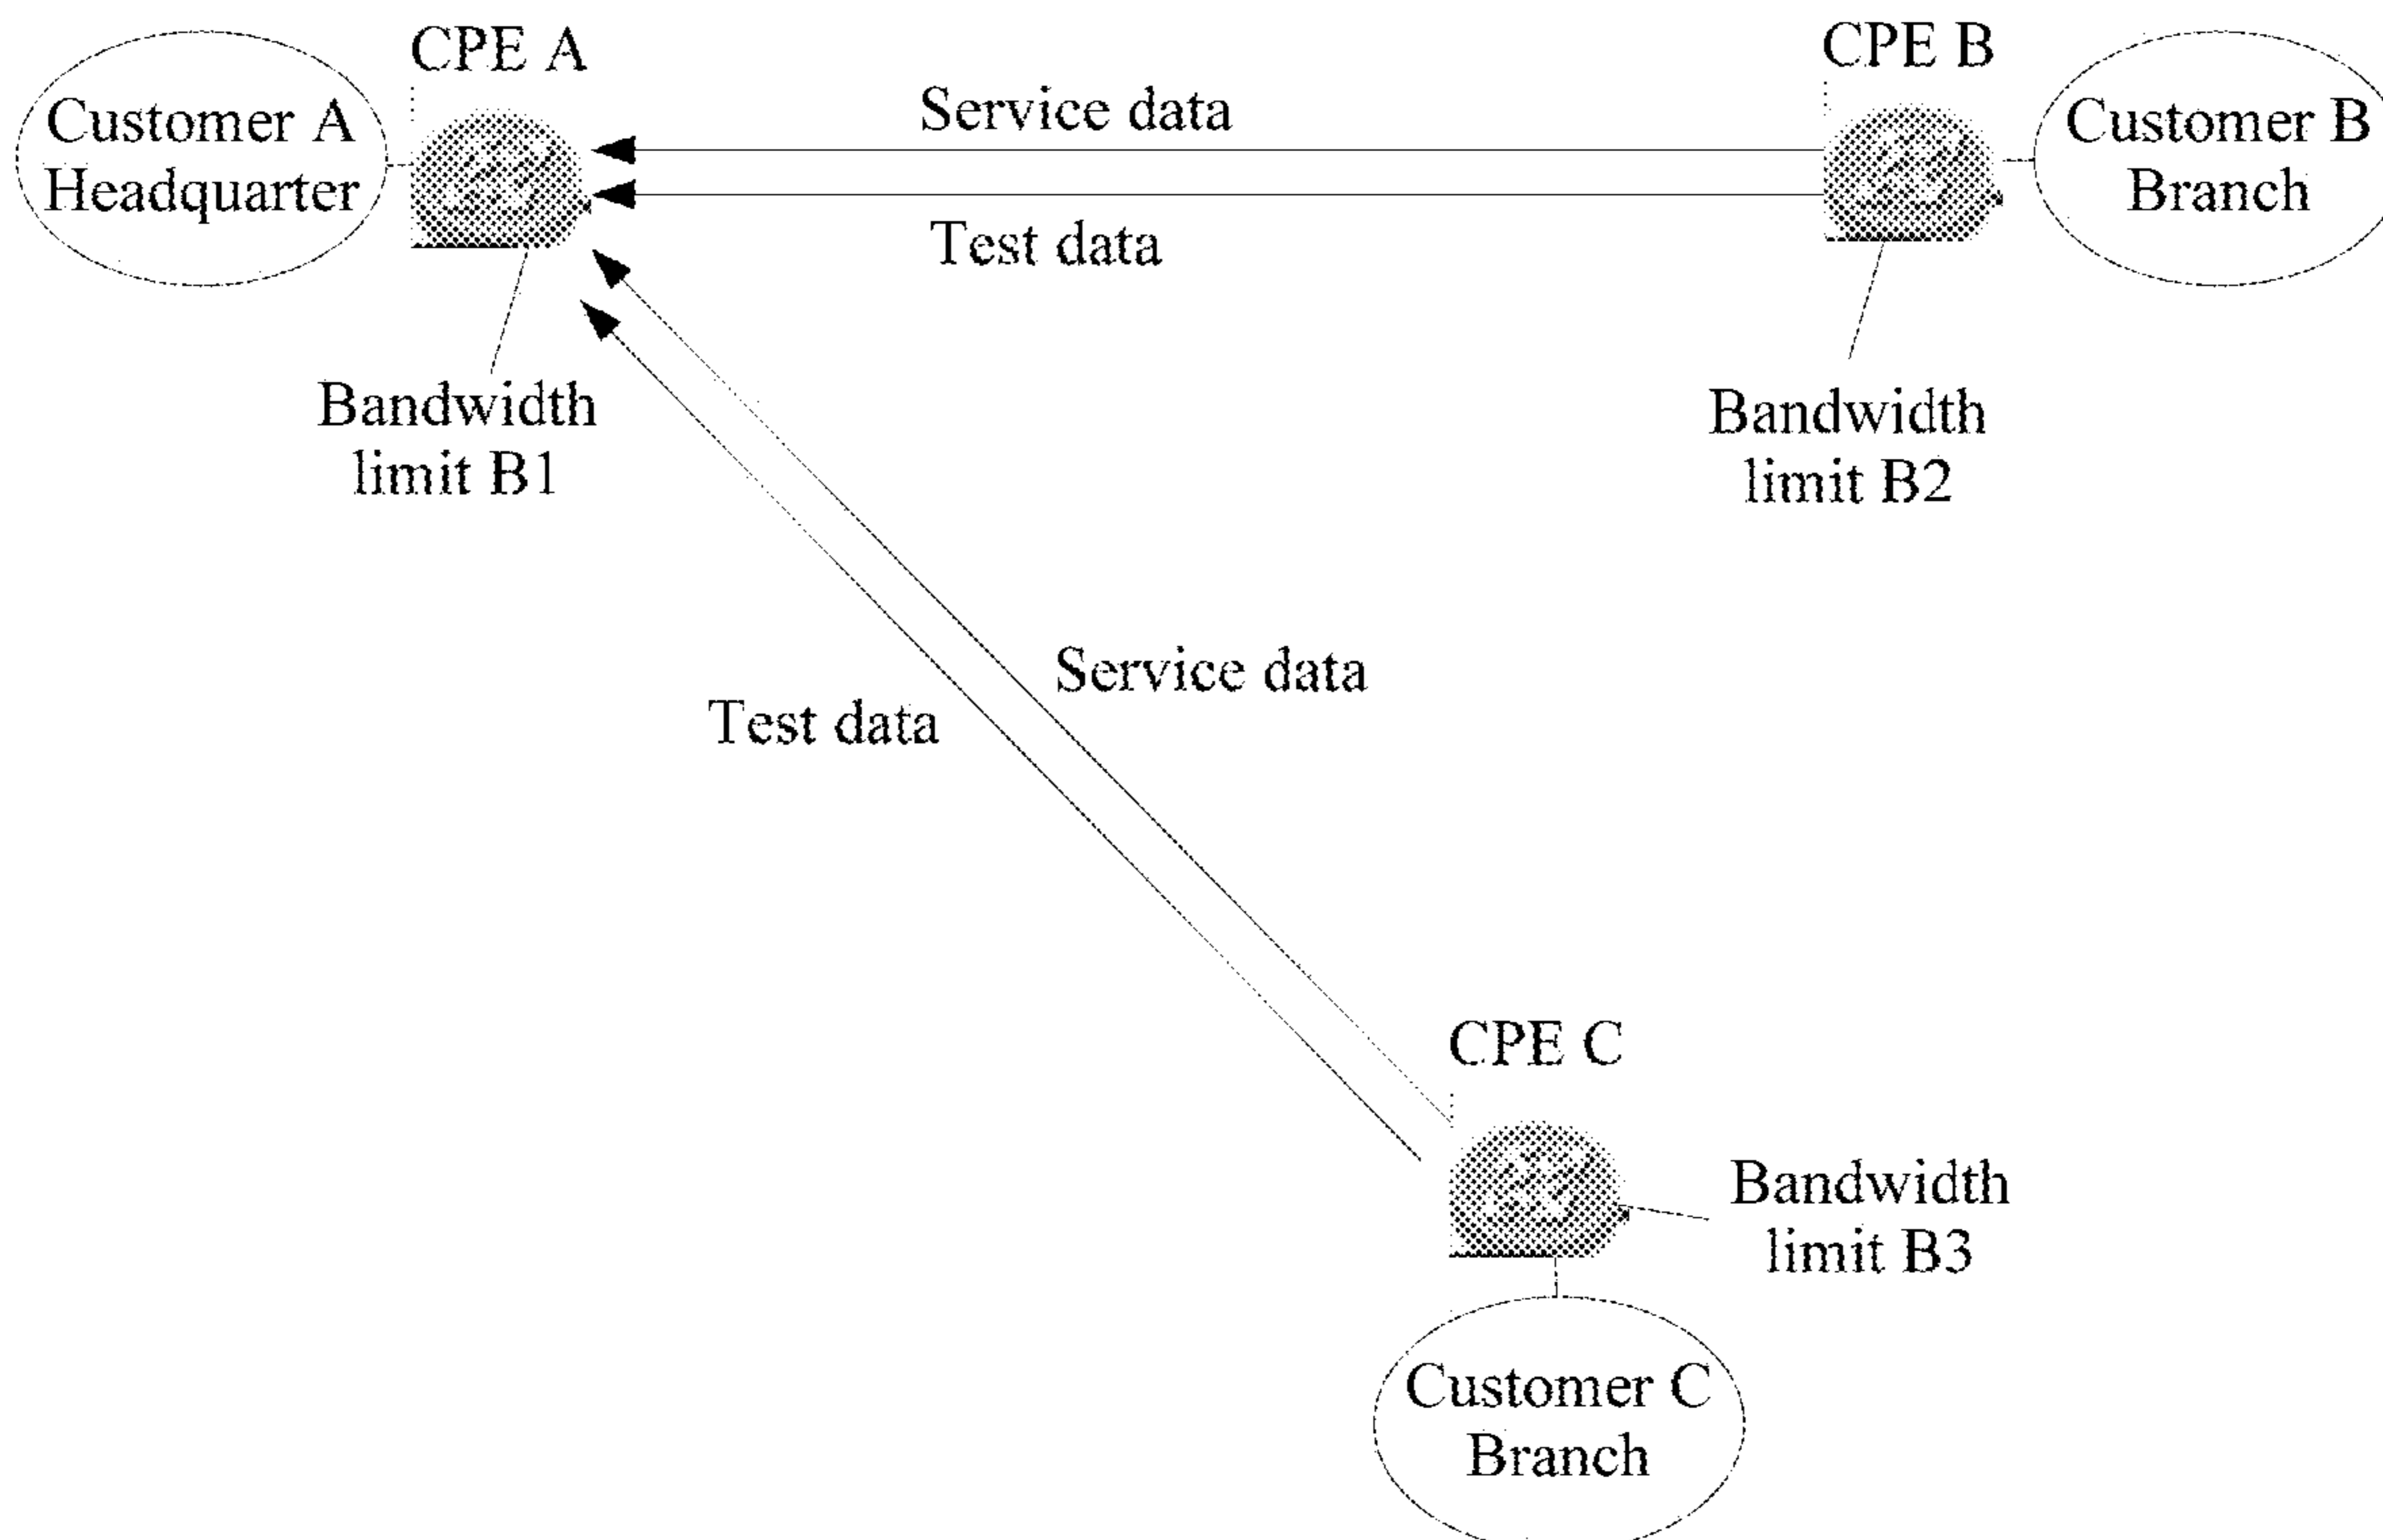 CPE A
CPE B
Customer A
Headquarter
Service data
Customer B
Branch
Test data
Bandwidth
limit B1
Bandwidth
limit B2
Service data
Test data
CPE C
Bandwidth
limit B3
Customer C
Branch